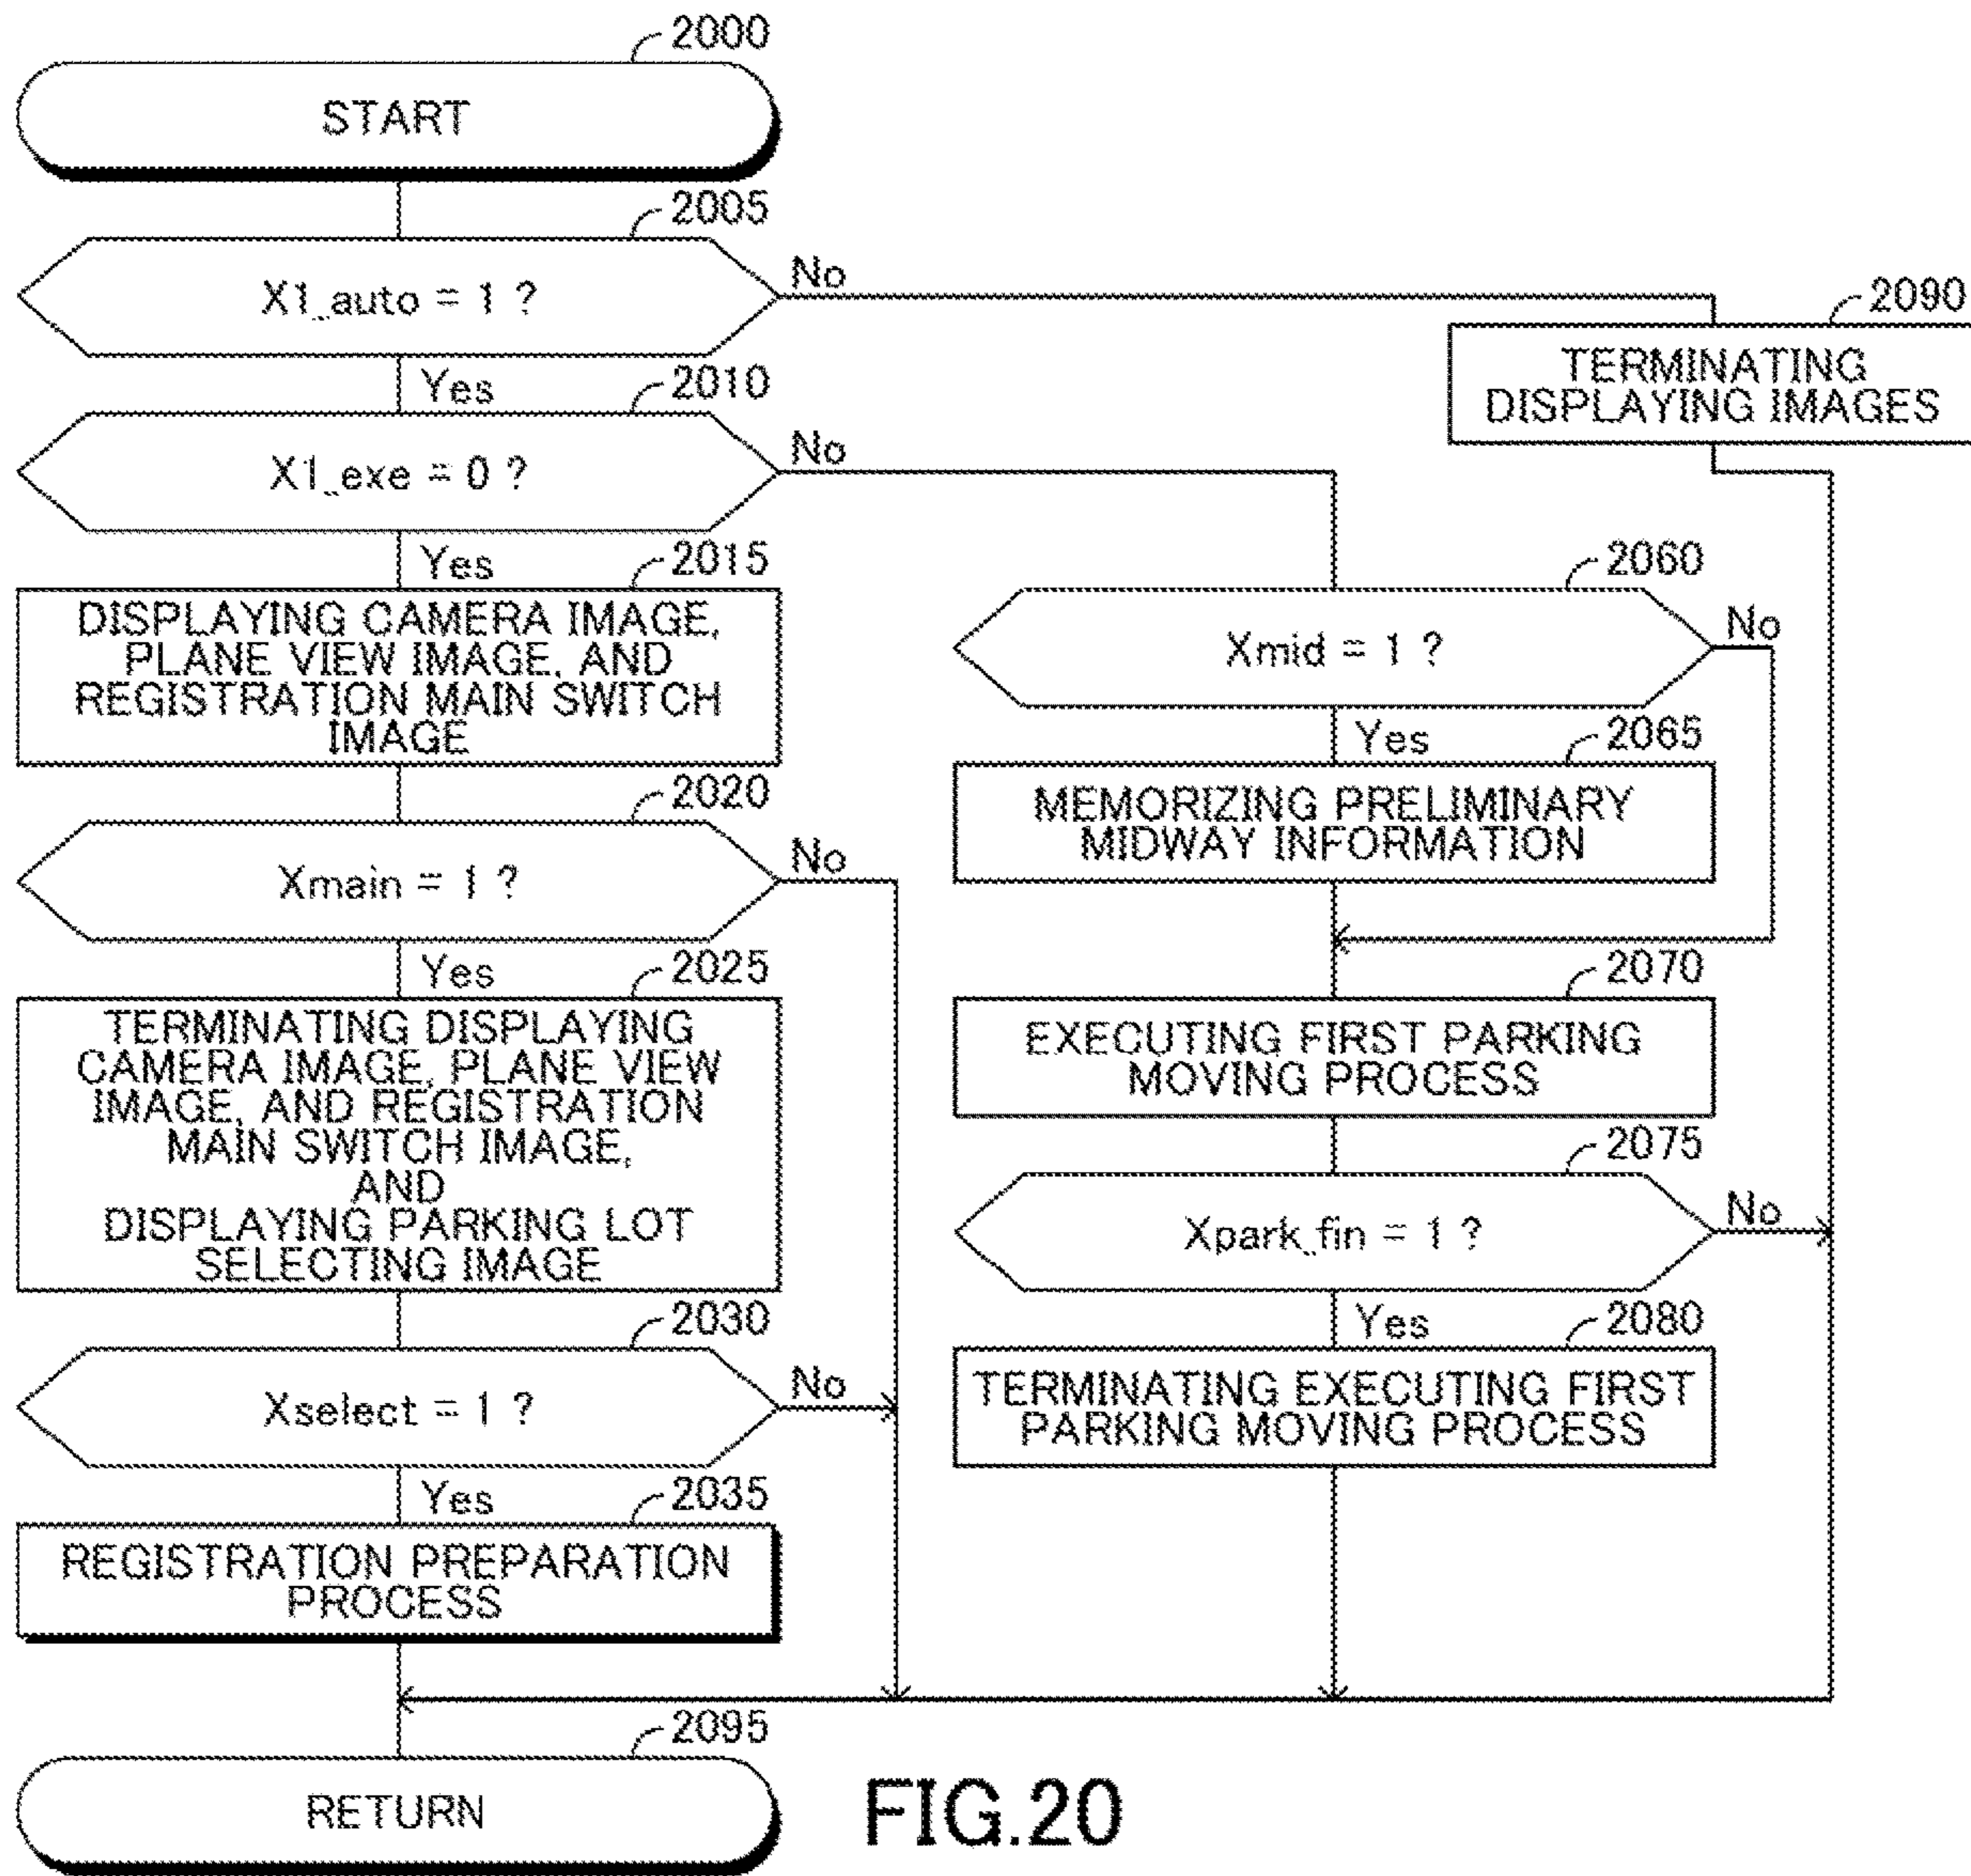 2000
START
2005
X1_auto = 1 ?
No
2090
TERMINATING
DISPLAYING IMAGES
Yes
2010
X1_exe = 0 ?
No
Yes
2015
DISPLAYING CAMERA IMAGE,
PLANE VIEW IMAGE, AND
REGISTRATION MAIN SWITCH
IMAGE
2020
Xmain = 1 ?
No
Yes
2025
TERMINATING DISPLAYING
CAMERA IMAGE, PLANE VIEW
IMAGE, AND REGISTRATION
MAIN SWITCH IMAGE,
AND
DISPLAYING PARKING LOT
SELECTING IMAGE
2030
Xselect = 1 ?
No
Yes
2035
REGISTRATION PREPARATION
PROCESS
2060
Xmid = 1 ?
No
Yes
2065
MEMORIZING PRELIMINARY
MIDWAY INFORMATION
2070
EXECUTING FIRST PARKING
MOVING PROCESS
2075
Xpark_fin = 1 ?
No
Yes
2080
TERMINATING EXECUTING FIRST
PARKING MOVING PROCESS
2095
RETURN
FIG.20